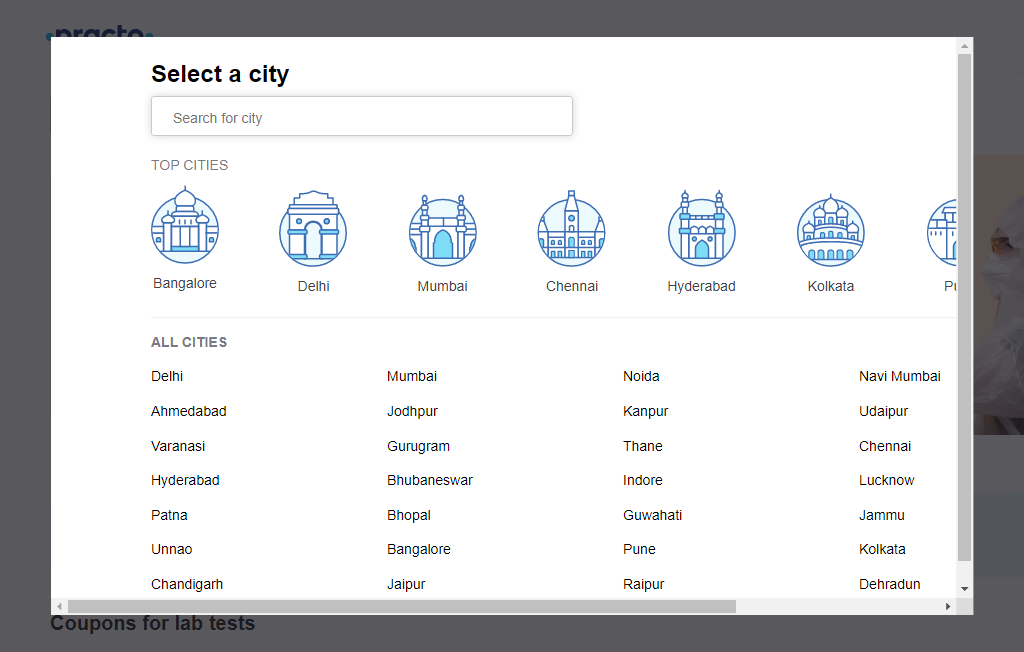 practo
Select a city
Search for city
TOP CITIES
Bangalore Delhi Mumbai Chennai Hyderabad Kolkata
ALL CITIES
Delhi Mumbai Noida Navi Mumbai
Ahmedabad Jodhpur Kanpur Udaipur
Varanasi Gurugram Thane Chennai
Hyderabad Bhubaneswar Indore Lucknow
Patna Bhopal Guwahati Jammu
Unnao Bangalore Pune Kolkata
Chandigarh Jaipur Raipur Dehradun
Coupons for lab tests